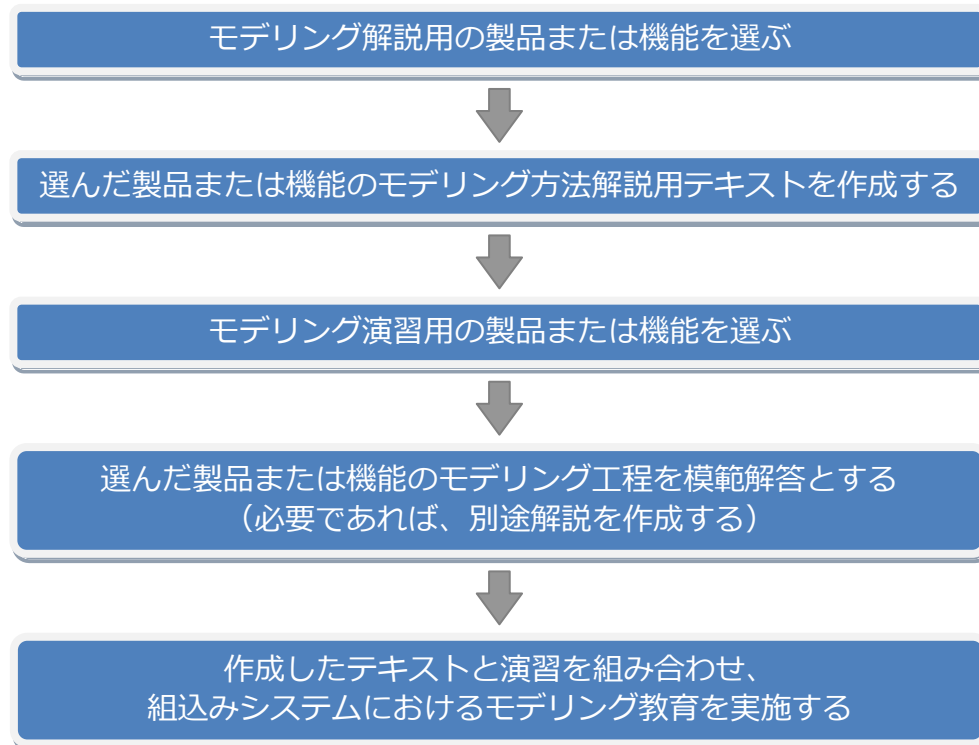 モデリング解説用の製品または機能を選ぶ
選んだ製品または機能のモデリング方法解説用テキストを作成する
モデリング演習用の製品または機能を選ぶ
選んだ製品または機能のモデリング工程を模範解答とする
（必要であれば、別途解説を作成する）
作成したテキストと演習を組み合わせ、
組込みシステムにおけるモデリング教育を実施する